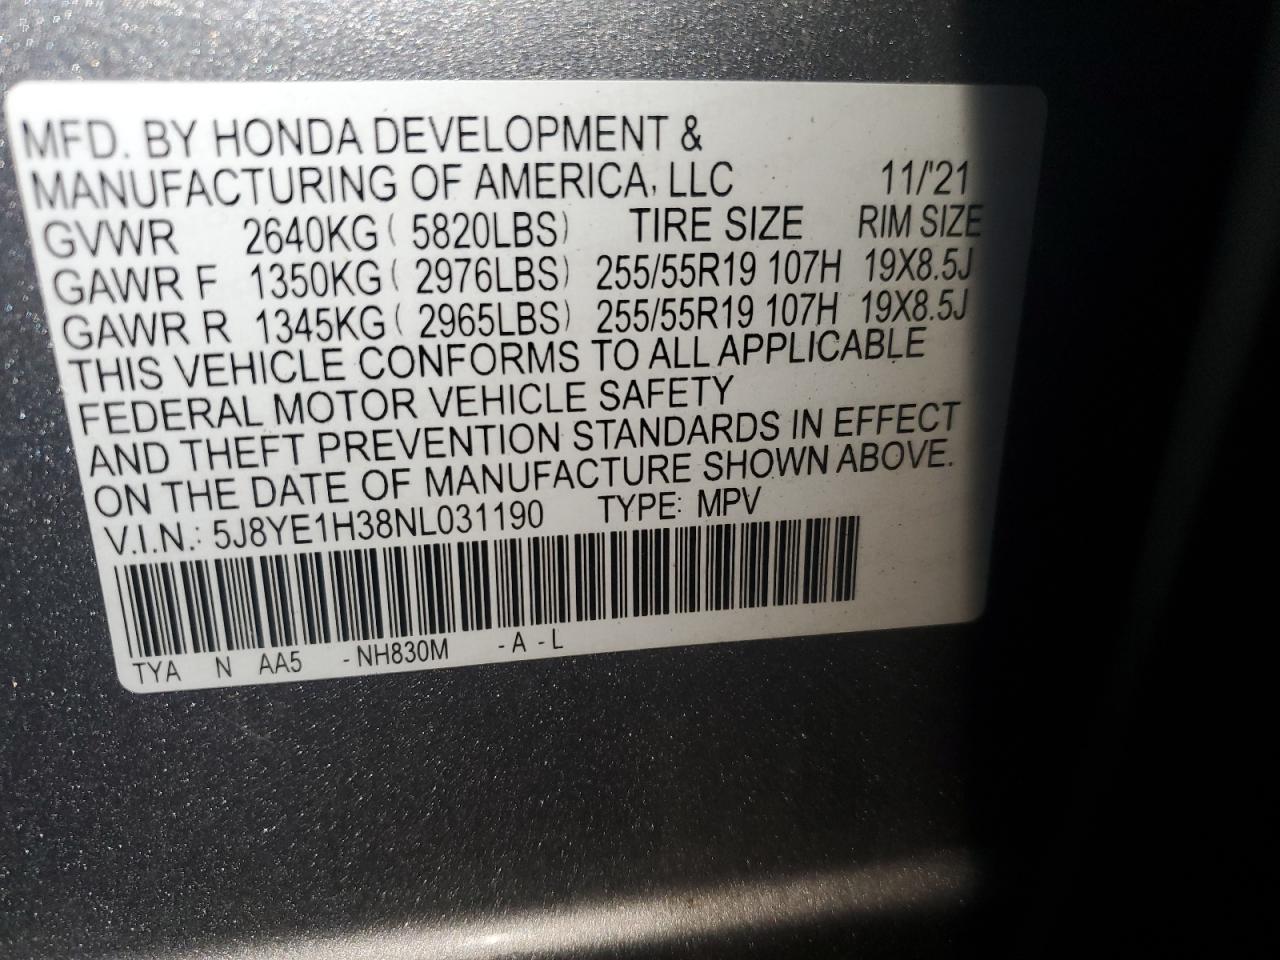 MFD. BY HONDA DEVELOPMENT &
MANUFACTURING OF AMERICA, LLC 11/'21
GVWR 2640KG ( 5820LBS) TIRE SIZE RIM SIZE
GAWR F 1350KG ( 2976LBS) 255/55R19 107H 19X8.5J
GAWR R 1345KG ( 2965LBS) 255/55R19 107H 19X8.5J
THIS VEHICLE CONFORMS TO ALL APPLICABLE
FEDERAL MOTOR VEHICLE SAFETY
AND THEFT PREVENTION STANDARDS IN EFFECT
ON THE DATE OF MANUFACTURE SHOWN ABOVE.
V.I.N.: 5J8YE1H38NL031190 TYPE: MPV
TYA N AA5 -NH830M -A -L